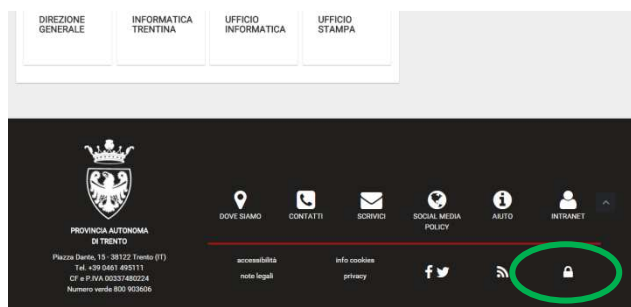 DIREZIONE
GENERALE
INFORMATICA
TRENTINA
UFFICIO
INFORMATICA
UFFICIO
STAMPA
PROVINCIA AUTONOMA
DI TRENTO
Piazza Dante, 15 - 38122 Trento (IT)
Tel. +39 0461 495111
CF e P.IVA 00337460224
Numero verde 800 903606
DOVE SIAMO
CONTATTI
SCRIVICI
SOCIAL MEDIA
POLICY
AIUTO
INTRANET
accessibilità
info cookies
note legali
privacy